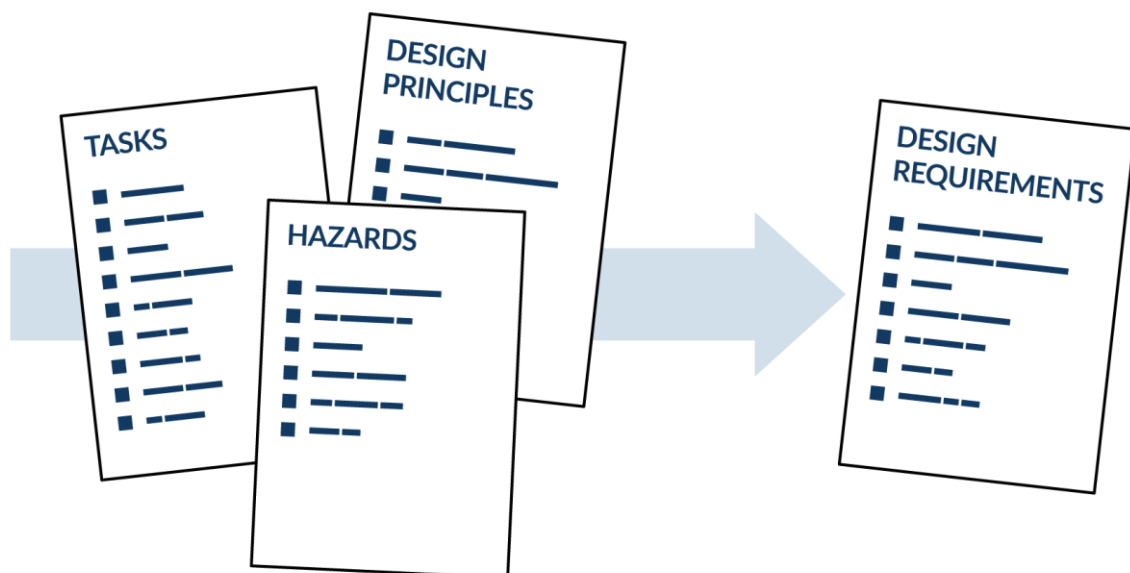 TASKS
DESIGN
PRINCIPLES
HAZARDS
DESIGN
REQUIREMENTS